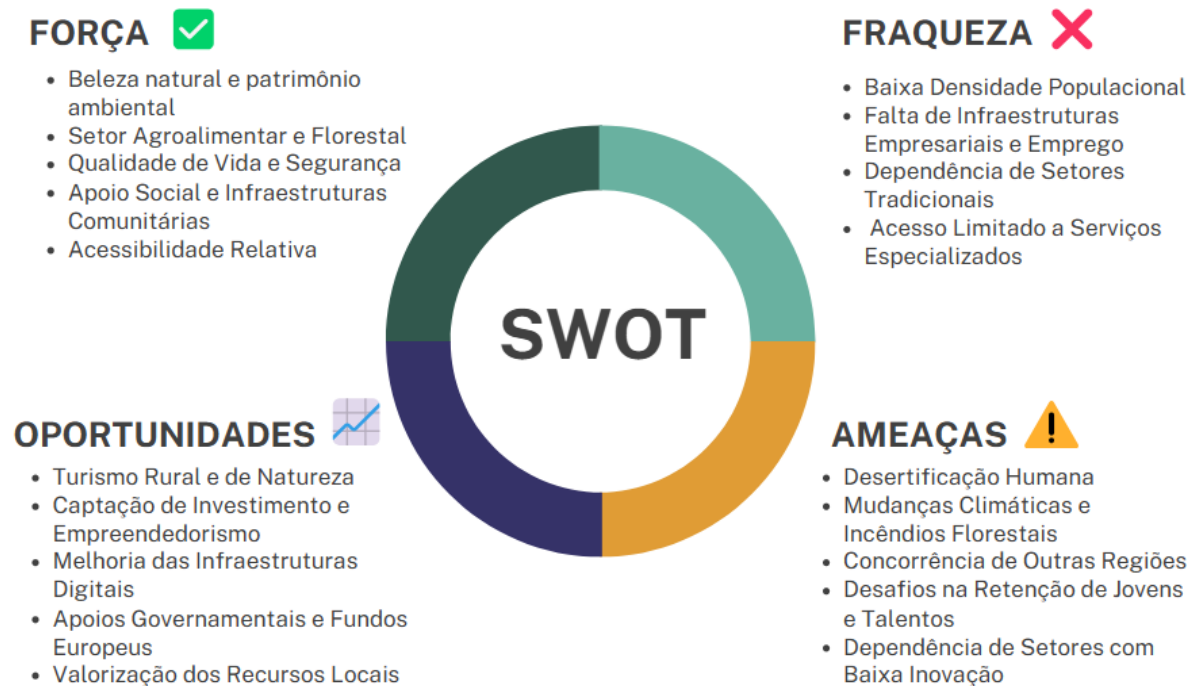 FORÇA
• Beleza natural e patrimônio
ambiental
• Setor Agroalimentar e Florestal
• Qualidade de Vida e Segurança
• Apoio Social e Infraestruturas
Comunitárias
• Acessibilidade Relativa
FRAQUEZA
• Baixa Densidade Populacional
• Falta de Infraestruturas
Empresariais e Emprego
• Dependência de Setores
Tradicionais
• Acesso Limitado a Serviços
Especializados
SWOT
OPORTUNIDADES
• Turismo Rural e de Natureza
• Captação de Investimento e
Empreendedorismo
• Melhoria das Infraestruturas
Digitais
• Apoios Governamentais e Fundos
Europeus
• Valorização dos Recursos Locais
AMEAÇAS
• Desertificação Humana
• Mudanças Climáticas e
Incêndios Florestais
• Concorrência de Outras Regiões
• Desafios na Retenção de Jovens
e Talentos
• Dependência de Setores com
Baixa Inovação